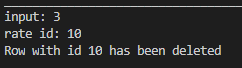 input: 3
rate id: 10
Row with id 10 has been deleted